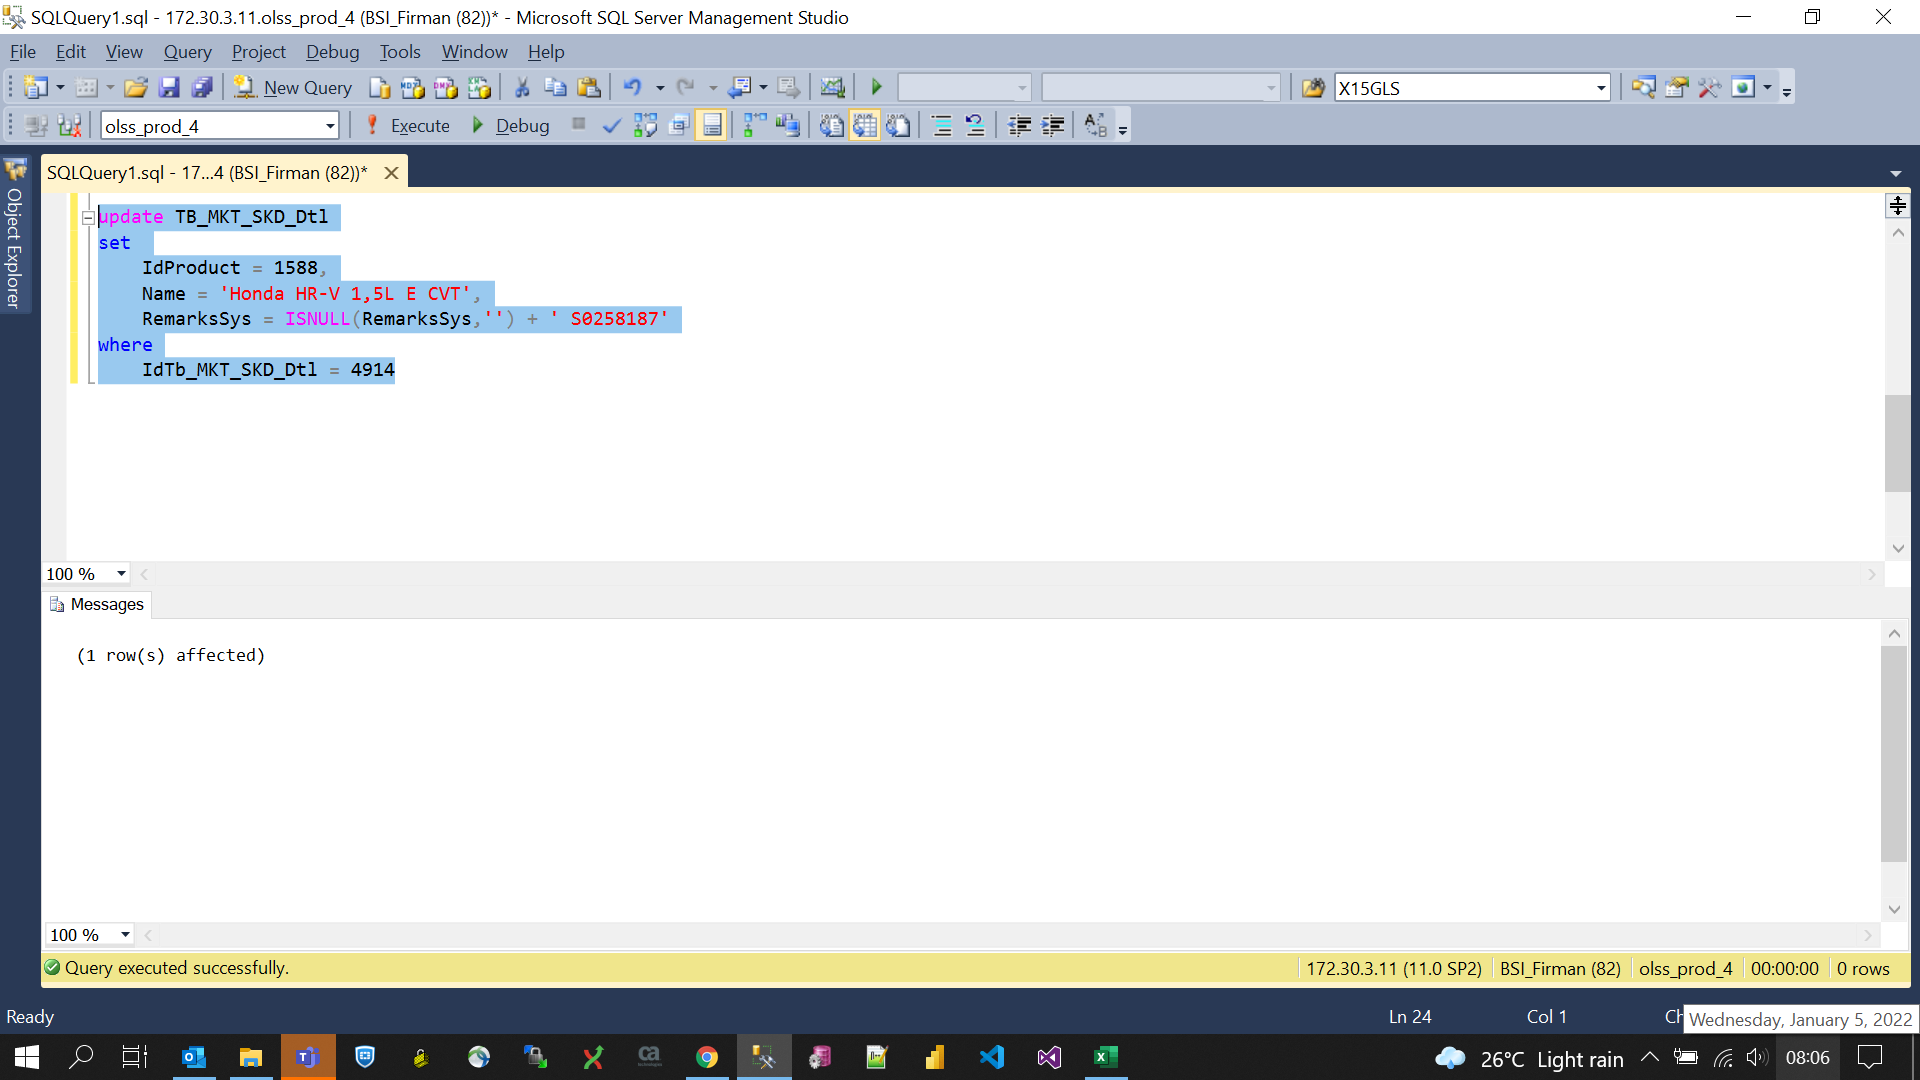 SQLQuery1.sql - 172.30.3.11.olss_prod_4 (BSI_Firman (82))* - Microsoft SQL Server Management Studio
File Edit View Query Project Debug Tools Window Help
New Query X15GLS
olss_prod_4 Execute Debug
SQLQuery1.sql - 17...4 (BSI_Firman (82))*
Object Explorer
update TB_MKT_SKD_Dtl
set
IdProduct = 1588,
Name = 'Honda HR-V 1,5L E CVT',
RemarksSys = ISNULL(RemarksSys,'') + ' S0258187'
where
IdTb_MKT_SKD_Dtl = 4914
100 %
Messages
(1 row(s) affected)
100 %
Query executed successfully. 172.30.3.11 (11.0 SP2) BSI_Firman (82) olss_prod_4 00:00:00 0 rows
Ready Ln 24 Col 1 Wednesday, January 5, 2022
26°C Light rain 08:06